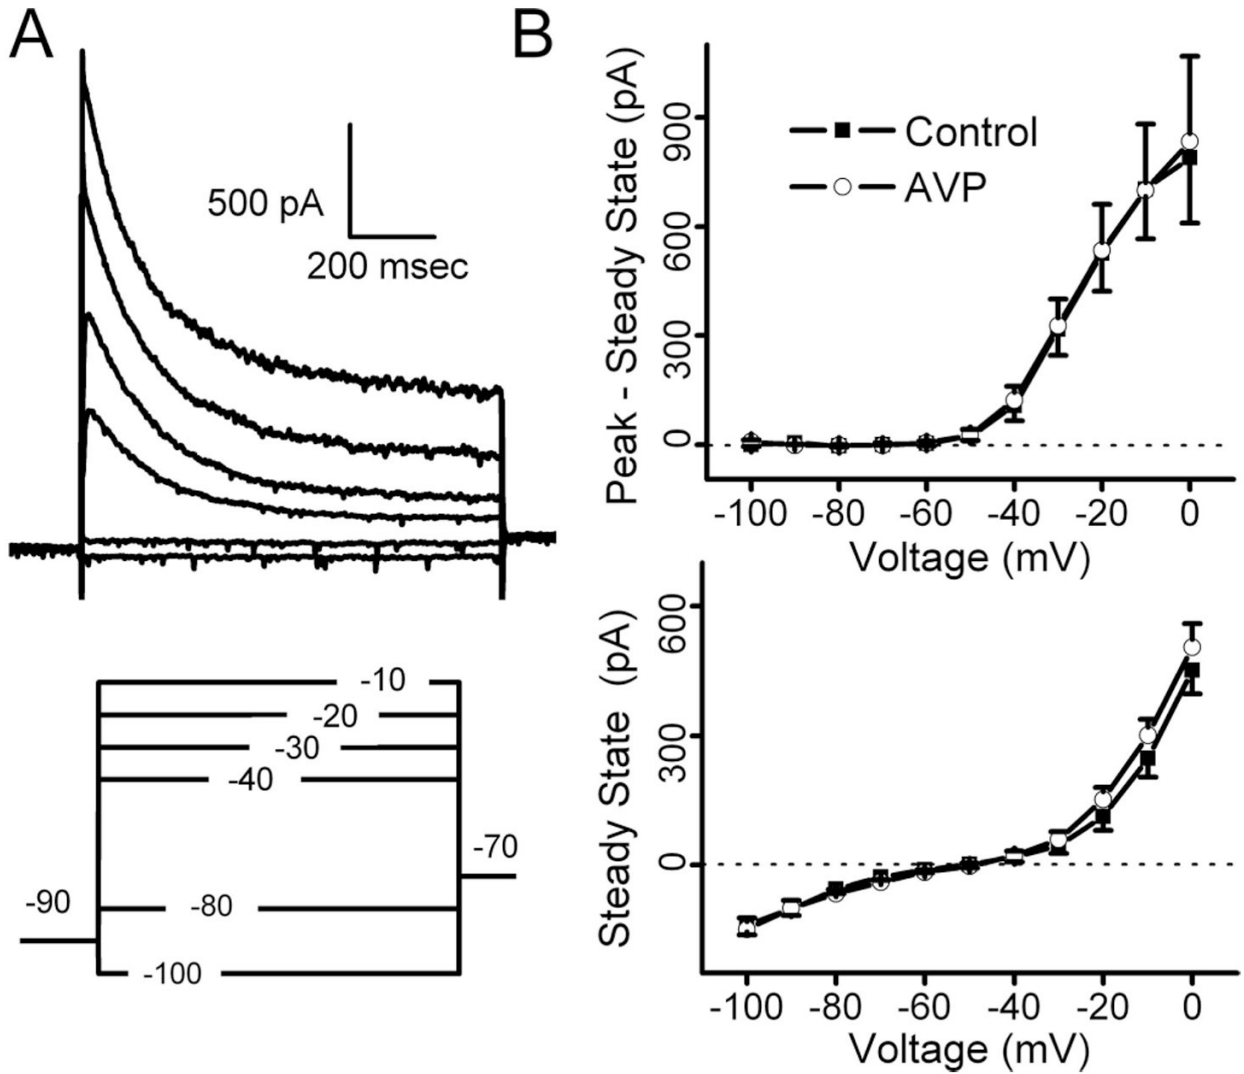 A
500 pA
200 msec
-10
-20
-30
-40
-70
-90
-80
-100
B
Peak - Steady State (pA)
900
600
300
0
Control
AVP
-100 -80 -60 -40 -20 0
Voltage (mV)
Steady State (pA)
600
300
0
-100 -80 -60 -40 -20 0
Voltage (mV)